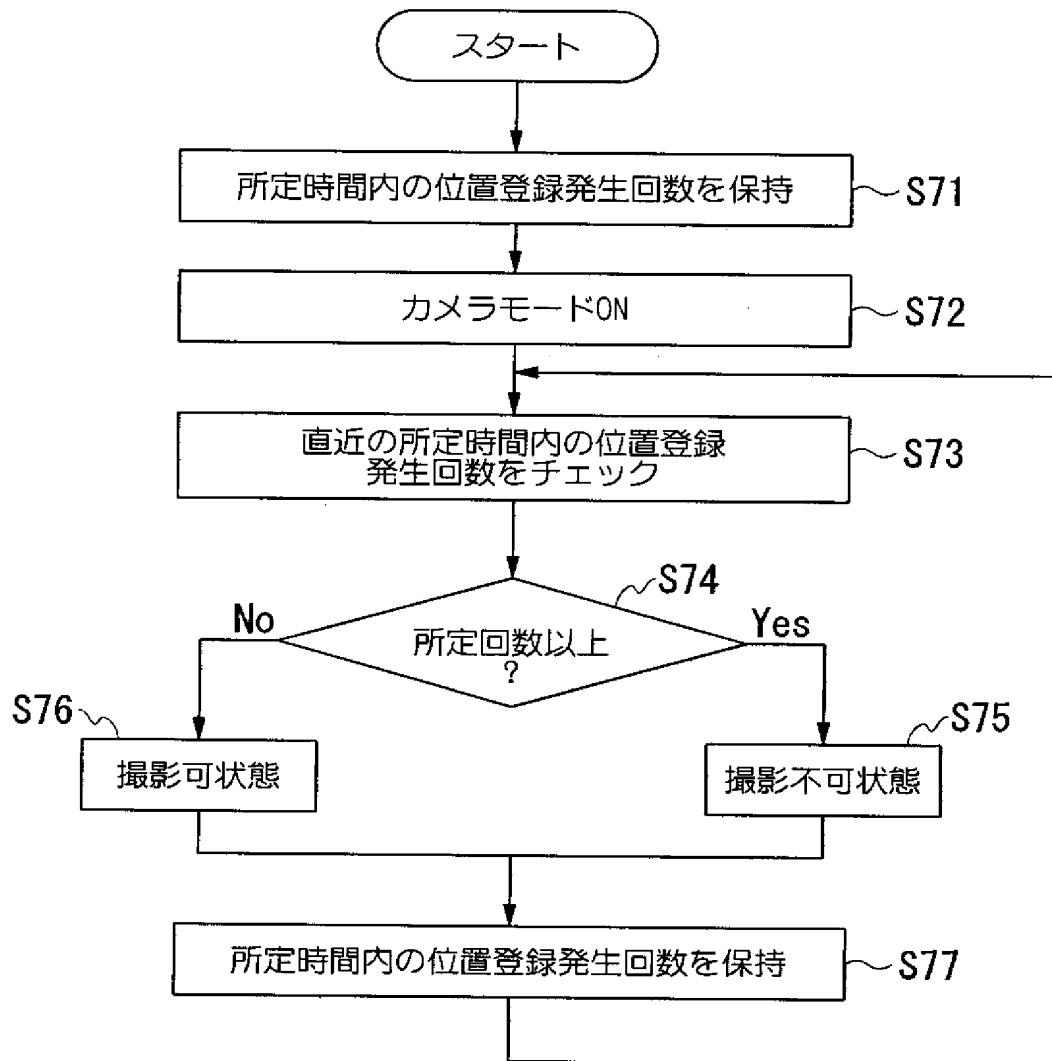 スタート
所定時間内の位置登録発生回数を保持
S71
カメラモードON
S72
直近の所定時間内の位置登録
発生回数をチェック
S73
S74
No
Yes
所定回数以上
?
S76
S75
撮影可状態
撮影不可状態
所定時間内の位置登録発生回数を保持
S77